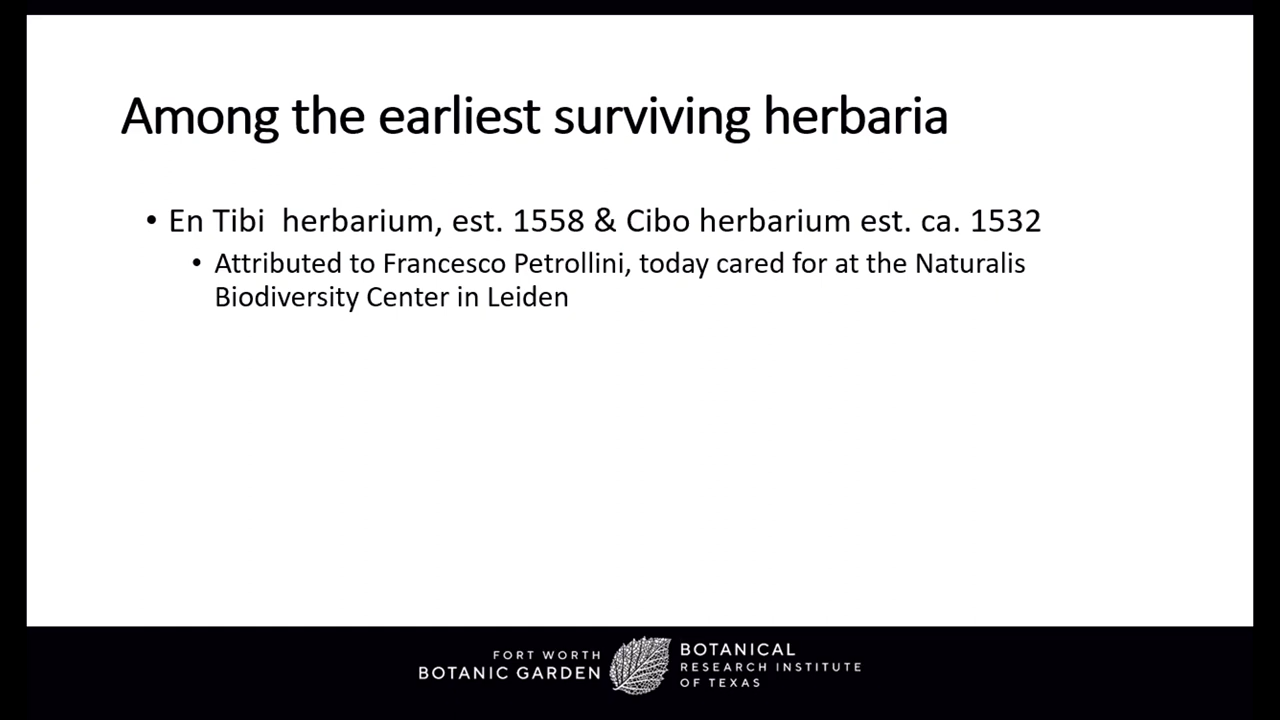 Among the earliest surviving herbaria
• En Tibi  herbarium, est. 1558 & Cibo herbarium est. ca. 1532
• Attributed to Francesco Petrollini, today cared for at the Naturalis
Biodiversity Center in Leiden
FORT WORTH
BOTANIC GARDEN
BOTANICAL
RESEARCH INSTITUTE
OF TEXAS